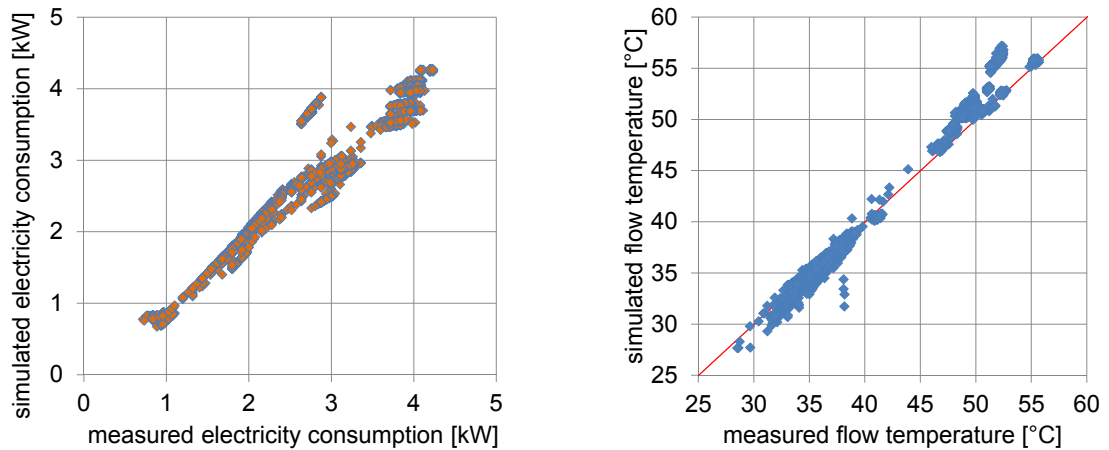 simulated electricity consumption [kW]
5
4
3
2
1
0
0 1 2 3 4 5
measured electricity consumption [kW]
simulated flow temperature [°C]
60
55
50
45
40
35
30
25
25 30 35 40 45 50 55 60
measured flow temperature [°C]